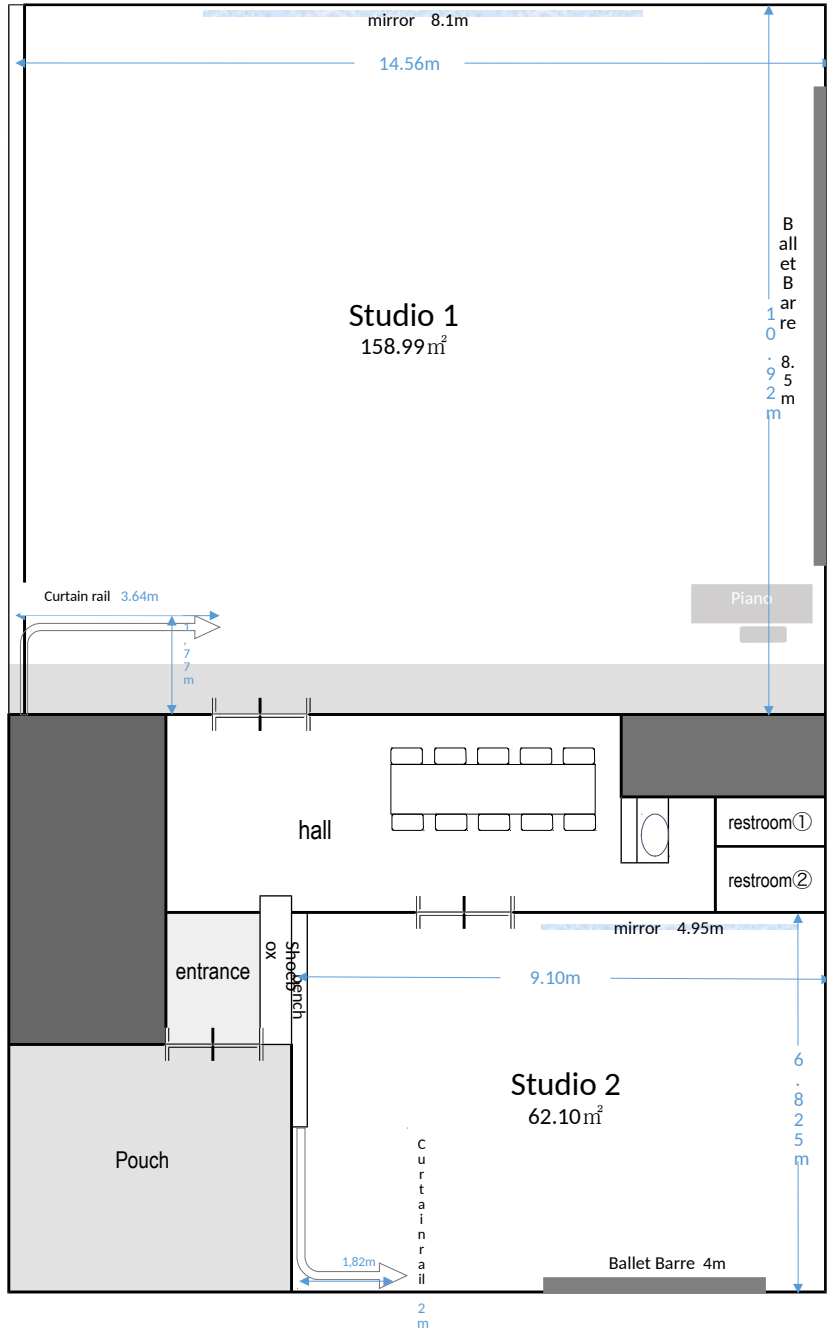 mirror 8.1m
14.56m
Ballet Barre 8.5m
10.92m
Studio 1
158.99㎡
Curtain rail 3.64m
1.77m
Piano
hall
restroom①
restroom②
mirror 4.95m
entrance
Shoebox
bench
9.10m
6.825m
Studio 2
62.10㎡
Pouch
Curtain rail 2m
1,82m
Ballet Barre 4m